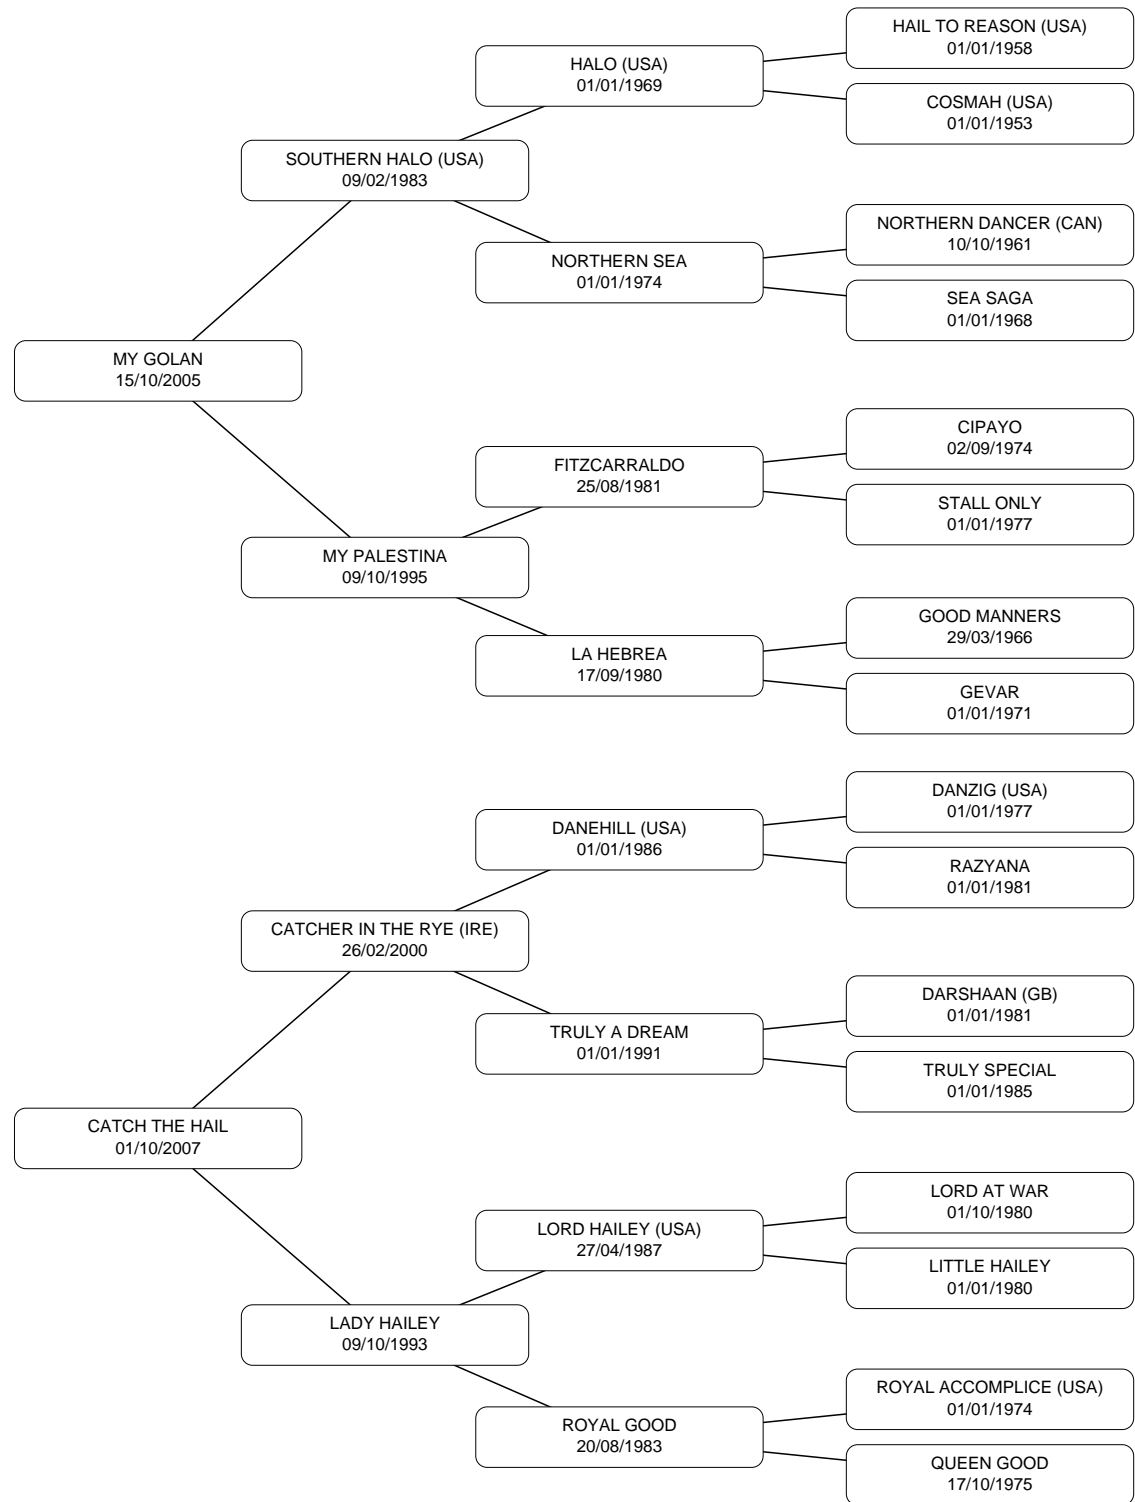 HAIL TO REASON (USA)
01/01/1958
HALO (USA)
01/01/1969
COSMAH (USA)
01/01/1953
SOUTHERN HALO (USA)
09/02/1983
NORTHERN DANCER (CAN)
10/10/1961
NORTHERN SEA
01/01/1974
SEA SAGA
01/01/1968
MY GOLAN
15/10/2005
CIPAYO
02/09/1974
FITZCARRALDO
25/08/1981
STALL ONLY
01/01/1977
MY PALESTINA
09/10/1995
GOOD MANNERS
29/03/1966
LA HEBREA
17/09/1980
GEVAR
01/01/1971
DANZIG (USA)
01/01/1977
DANEHILL (USA)
01/01/1986
RAZYANA
01/01/1981
CATCHER IN THE RYE (IRE)
26/02/2000
DARSHAAN (GB)
01/01/1981
TRULY A DREAM
01/01/1991
TRULY SPECIAL
01/01/1985
CATCH THE HAIL
01/10/2007
LORD AT WAR
01/10/1980
LORD HAILEY (USA)
27/04/1987
LITTLE HAILEY
01/01/1980
LADY HAILEY
09/10/1993
ROYAL ACCOMPLICE (USA)
01/01/1974
ROYAL GOOD
20/08/1983
QUEEN GOOD
17/10/1975